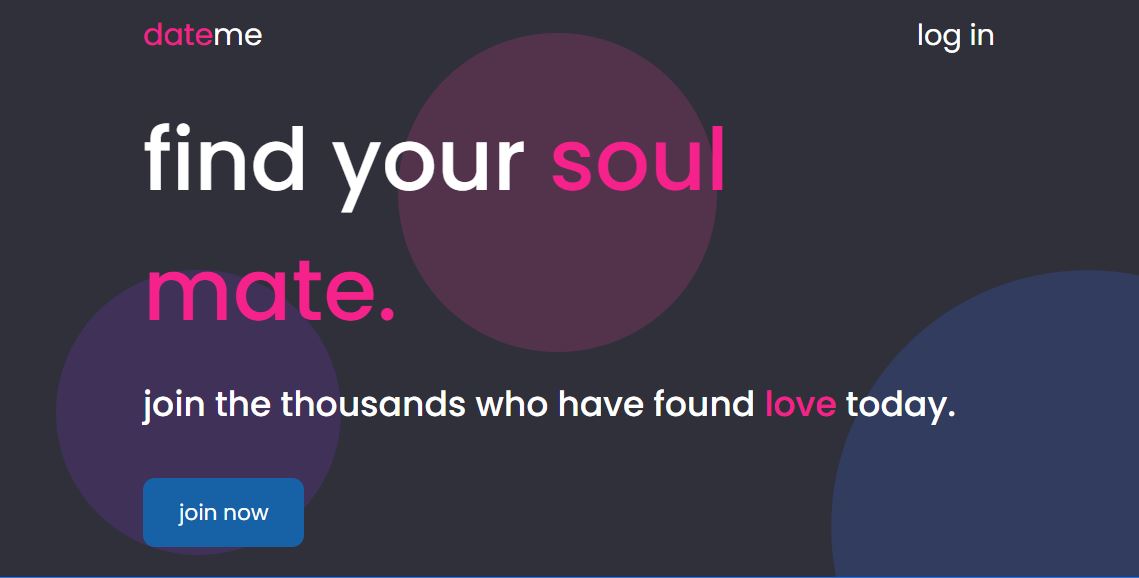 dateme
log in
find your soul
mate.
join the thousands who have found love today.
join now